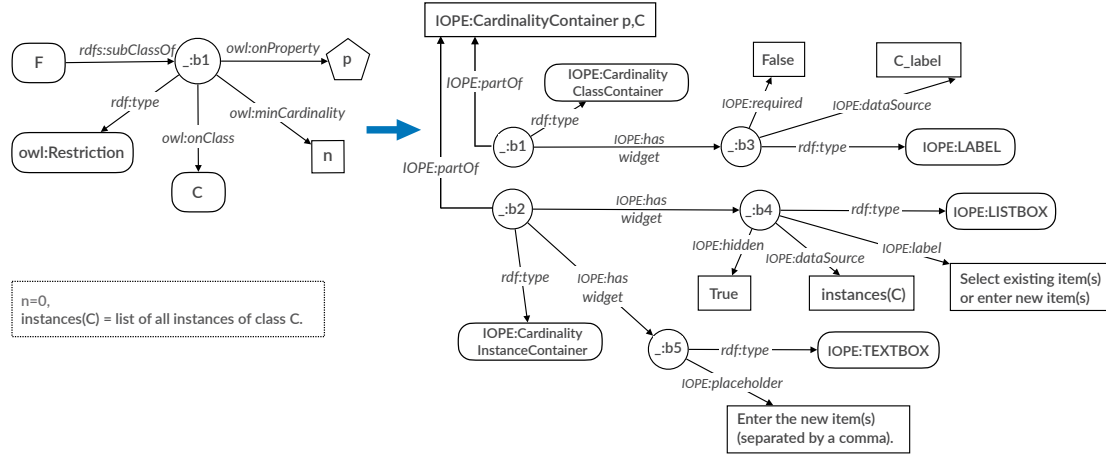 F
rdfs:subClassOf
_:b1
owl:onProperty
p
rdf:type
owl:minCardinality
owl:onClass
owl:Restriction
n
C
n=0,
instances(C) = list of all instances of class C.
IOPE:CardinalityContainer p,C
IOPE:partOf
IOPE:partOf
IOPE:Cardinality
ClassContainer
rdf:type
_:b1
IOPE:has
widget
_:b3
False
IOPE:required
C_label
IOPE:dataSource
rdf:type
IOPE:LABEL
_:b2
IOPE:has
widget
_:b4
rdf:type
IOPE:LISTBOX
IOPE:hidden
IOPE:dataSource
IOPE:label
True
instances(C)
Select existing item(s)
or enter new item(s)
rdf:type
IOPE:has
widget
IOPE:Cardinality
InstanceContainer
_:b5
rdf:type
IOPE:TEXTBOX
IOPE:placeholder
Enter the new item(s)
(separated by a comma).